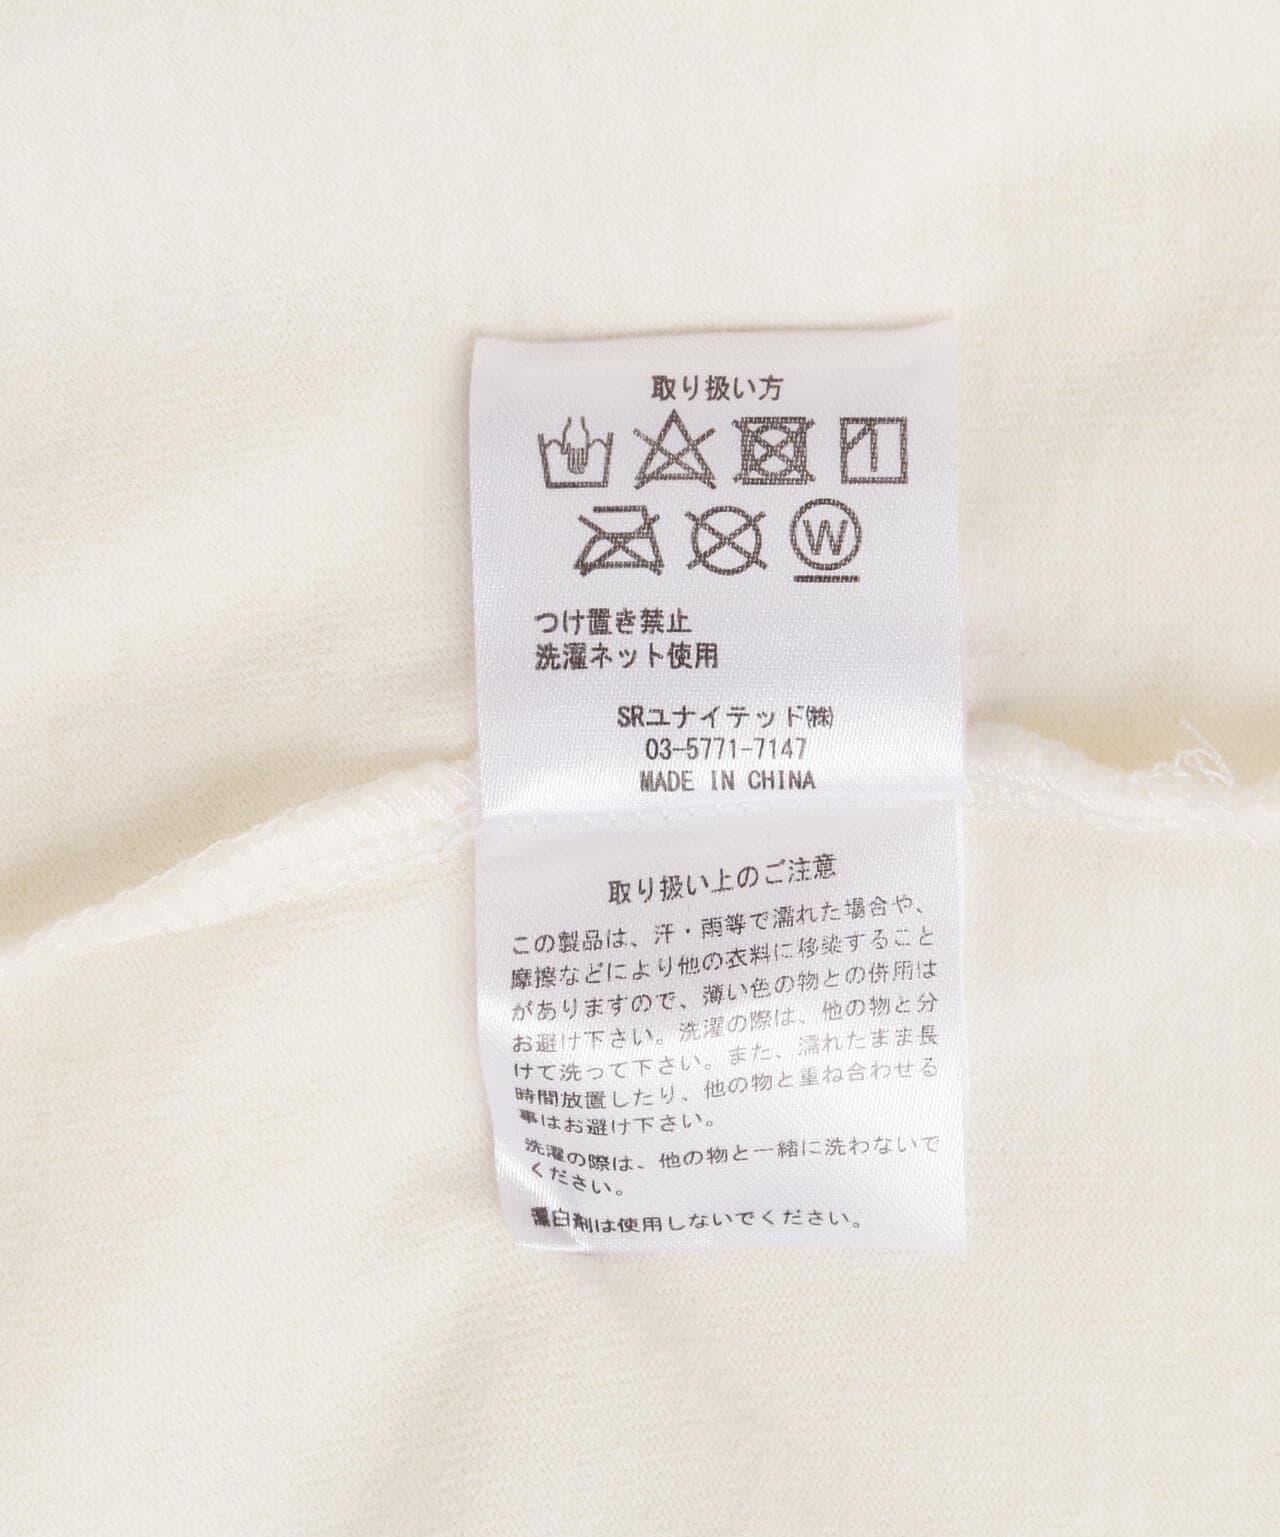 取り扱い方
W
つけ置き禁止
洗濯ネット使用
SRユナイテッド㈱
03-5771-7147
MADE IN CHINA
取り扱い上のご注意
この製品は、汗・雨等で濡れた場合や、
摩擦などにより他の衣料に移染すること
がありますので、薄い色の物との併用は
お避け下さい。洗濯の際は、他の物と分
けて洗って下さい。また、濡れたまま長
時間放置したり、他の物と重ね合わせる
事はお避け下さい。
洗濯の際は、他の物と一緒に洗わないで
ください。
漂白剤は使用しないでください。